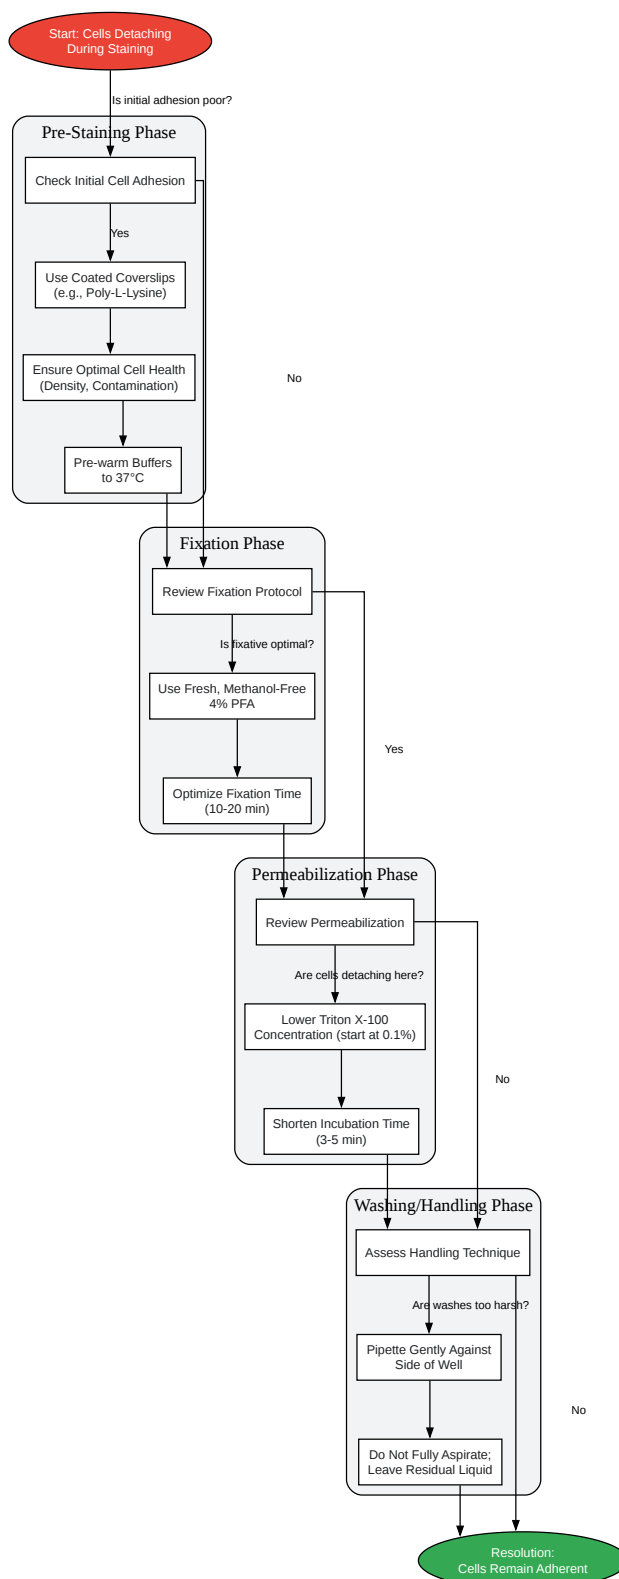 Start: Cells Detaching
During Staining
Is initial adhesion poor?
Pre-Staining Phase
Check Initial Cell Adhesion
Yes
Use Coated Coverslips
(e.g., Poly-L-Lysine)
Ensure Optimal Cell Health
(Density, Contamination)
No
Pre-warm Buffers
to 37°C
Fixation Phase
Review Fixation Protocol
Is fixative optimal?
Use Fresh, Methanol-Free
4% PFA
Yes
Optimize Fixation Time
(10-20 min)
Permeabilization Phase
Review Permeabilization
Are cells detaching here?
Lower Triton X-100
Concentration (start at 0.1%)
No
Shorten Incubation Time
(3-5 min)
Washing/Handling Phase
Assess Handling Technique
Are washes too harsh?
Pipette Gently Against
Side of Well
No
Do Not Fully Aspirate;
Leave Residual Liquid
Resolution:
Cells Remain Adherent